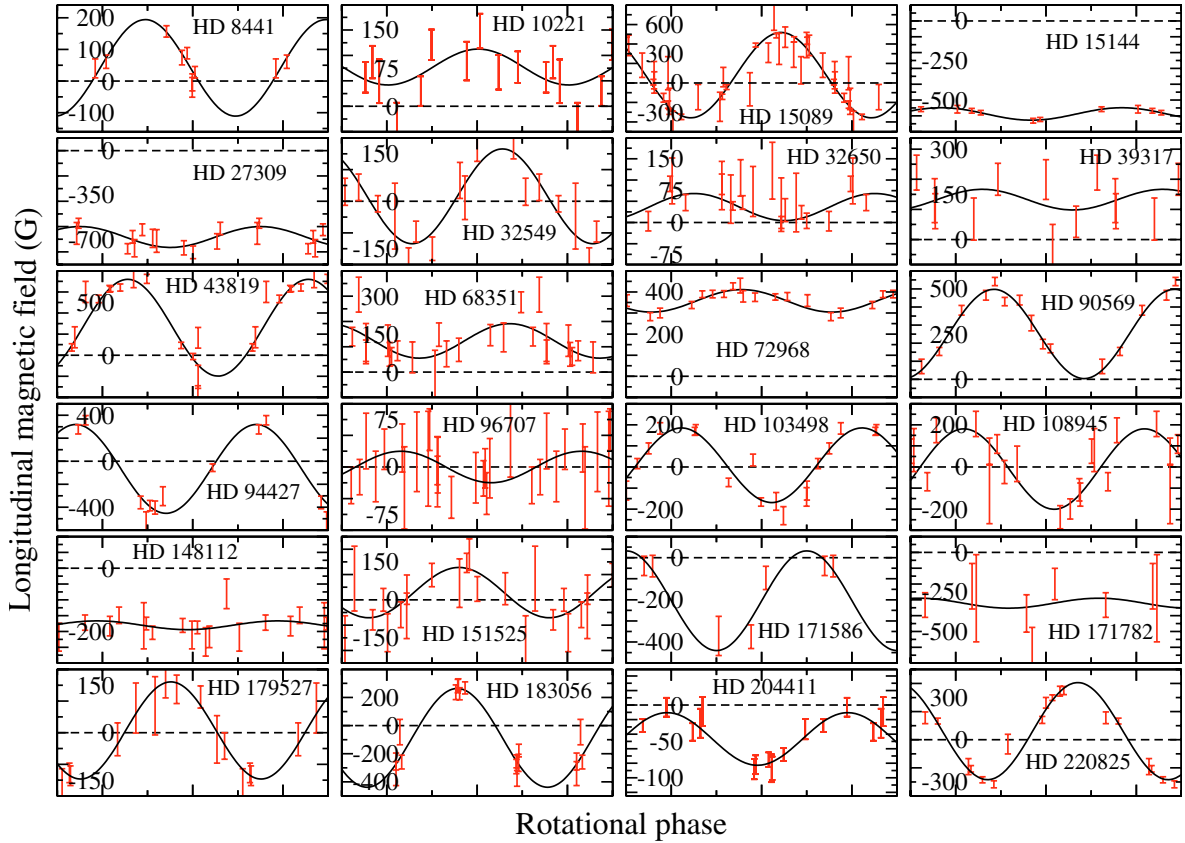 Longitudinal magnetic field (G)
200
100
0
-100
HD 8441
150
75
0
HD 10221
600
300
0
-300
HD 15089
0
-250
-500
HD 15144
0
-350
-700
HD 27309
150
0
-150
HD 32549
150
75
0
-75
HD 32650
300
150
0
HD 39317
500
0
HD 43819
300
150
0
HD 68351
400
200
0
HD 72968
500
250
0
HD 90569
400
0
-400
HD 94427
75
0
-75
HD 96707
200
0
-200
HD 103498
200
0
-200
HD 108945
0
-200
HD 148112
150
0
-150
HD 151525
0
-200
-400
HD 171586
0
-250
-500
HD 171782
150
0
-150
HD 179527
200
0
-200
-400
HD 183056
0
-50
-100
HD 204411
300
0
-300
HD 220825
Rotational phase